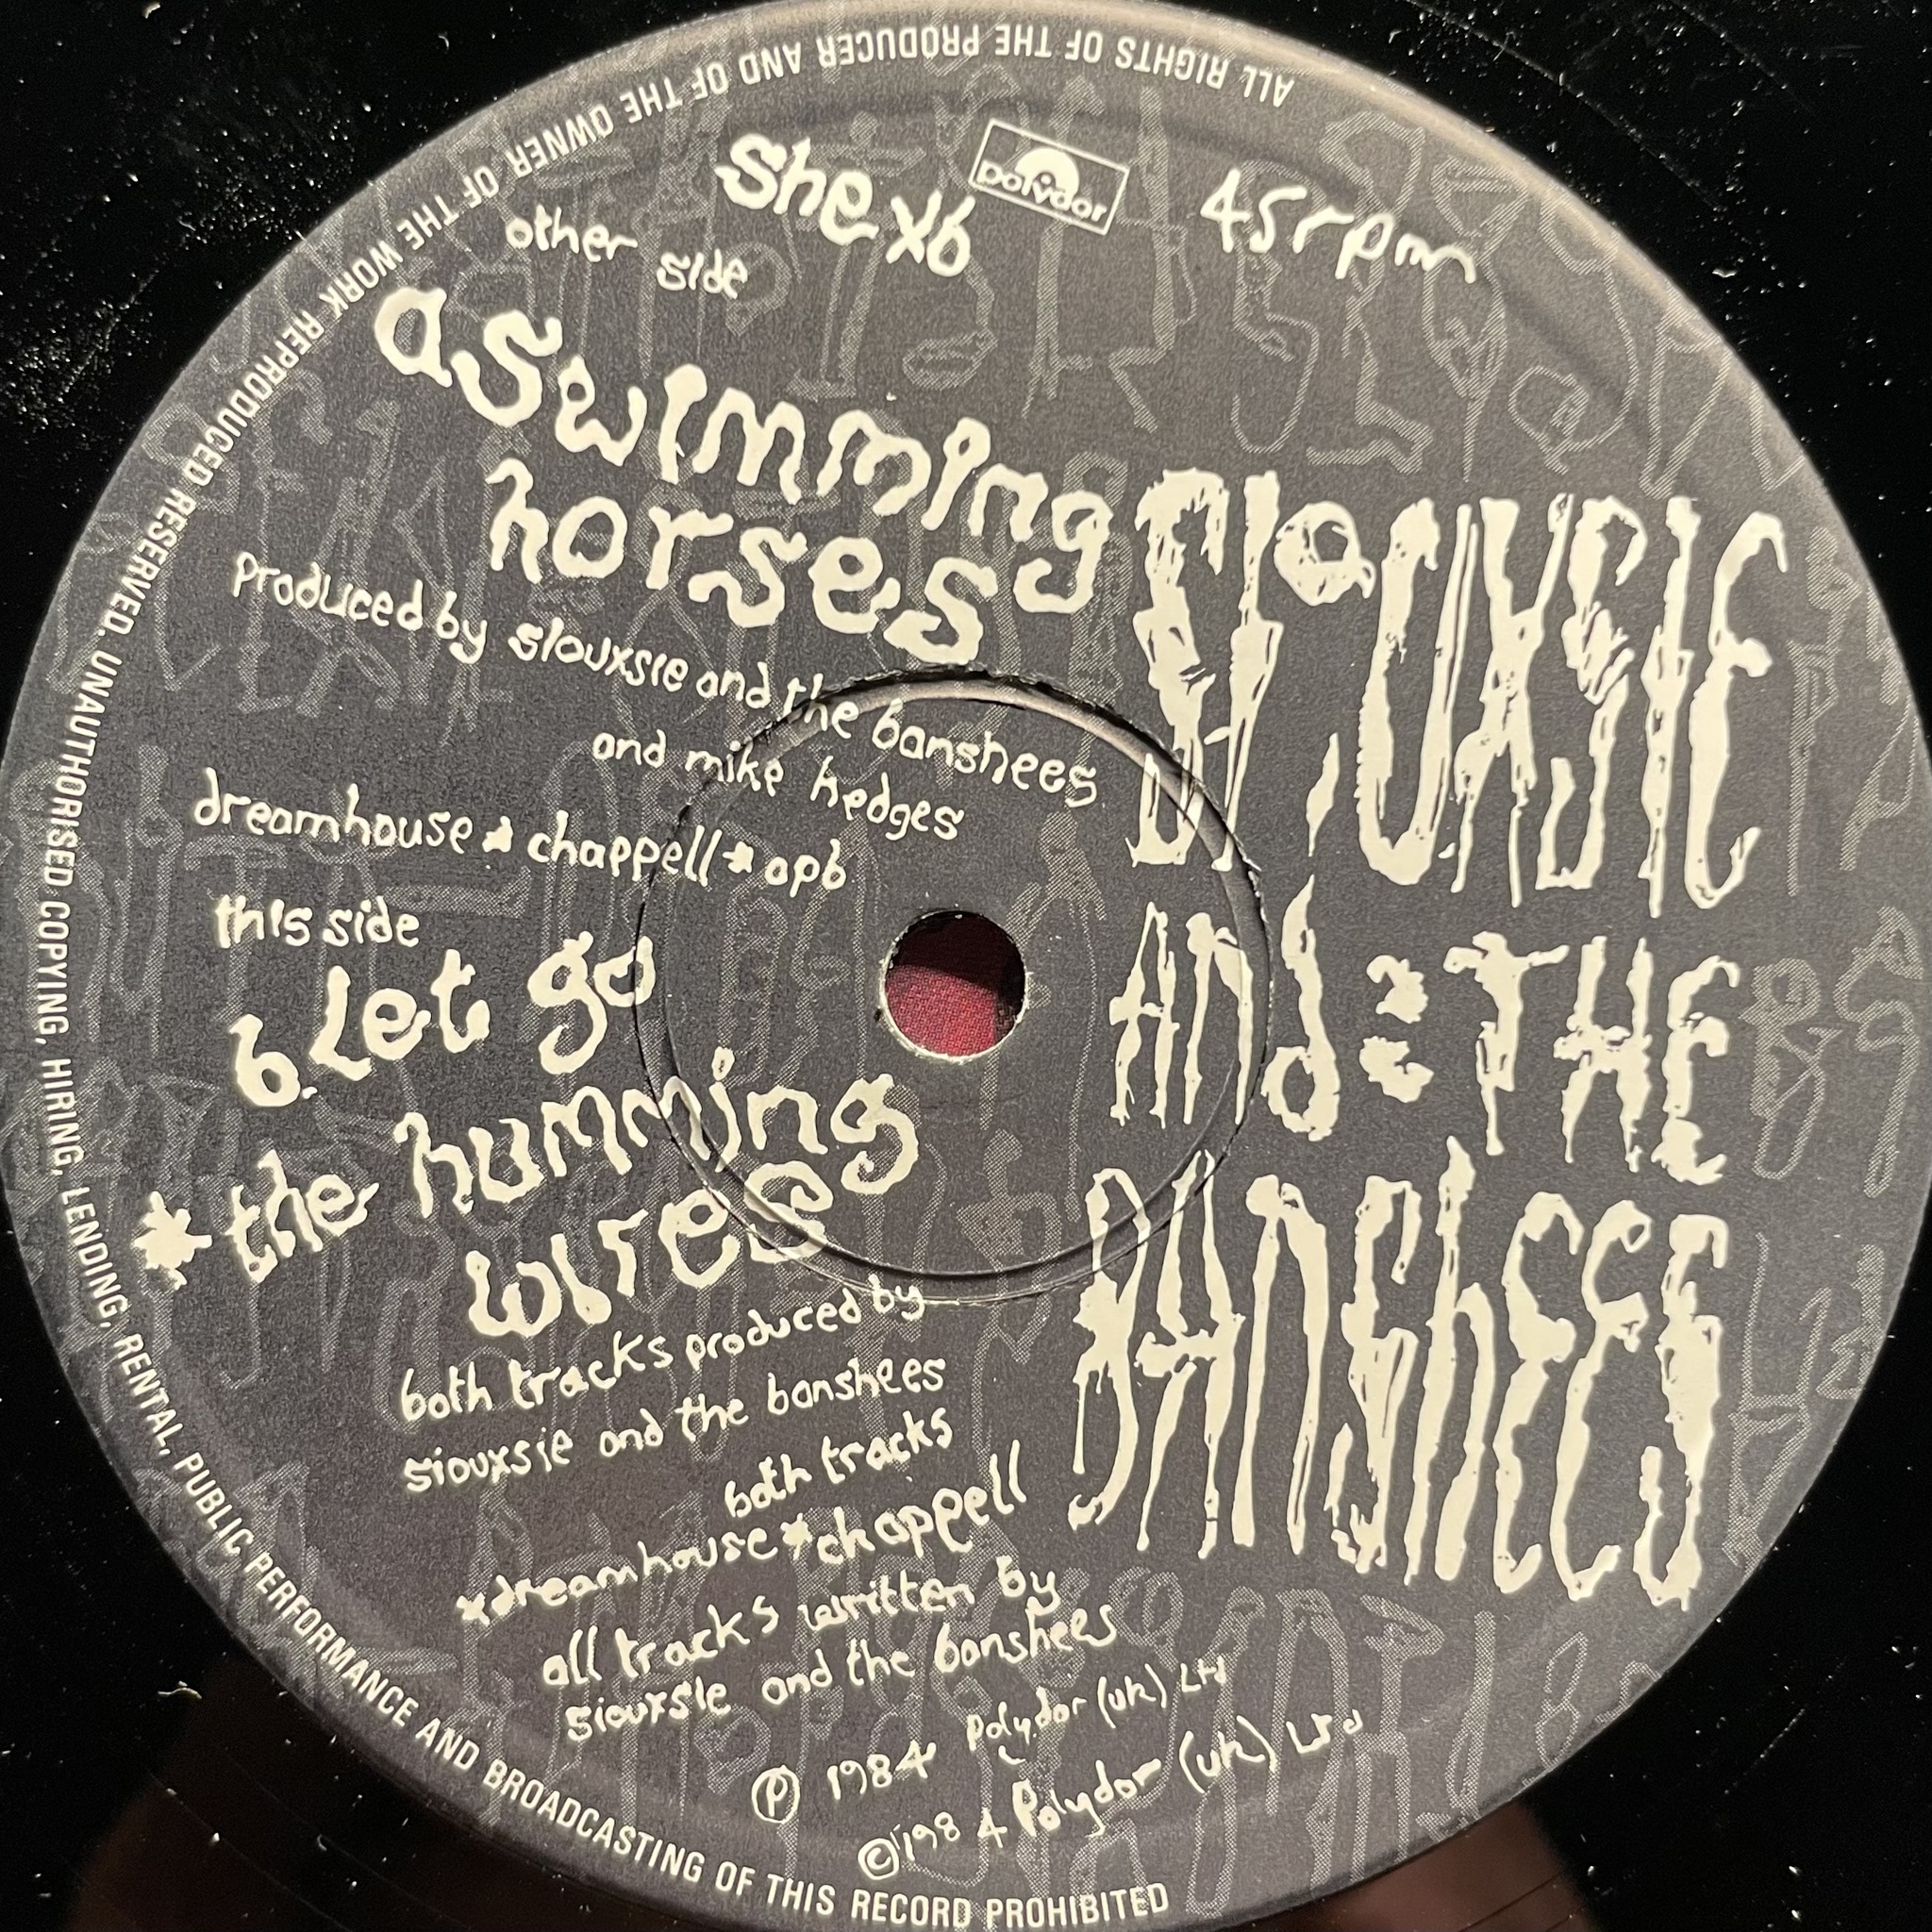 ALL RIGHTS OF THE PRODUCER AND OF THE OWNER OF THE WORK REPRODUCED RESERVED. UNAUTHORISED COPYING, HIRING, LENDING, RENTAL, PUBLIC PERFORMANCE AND BROADCASTING OF THIS RECORD PROHIBITED
She x6
polydor
45rpm
other side
a swimming
horses
produced by siouxsie and the banshees
and mike hedges
dreamhouse * chappell * apb
this side
b. Let go
* the humming
wires
both tracks produced by
siouxsie and the banshees
both tracks
*dreamhouse*chappell
all tracks written by
siouxsie and the banshees
℗ 1984 polydor (uk) Ltd
© 1984 Polydor (uk) Ltd
SIOUXSIE
AND THE
BANSHEES